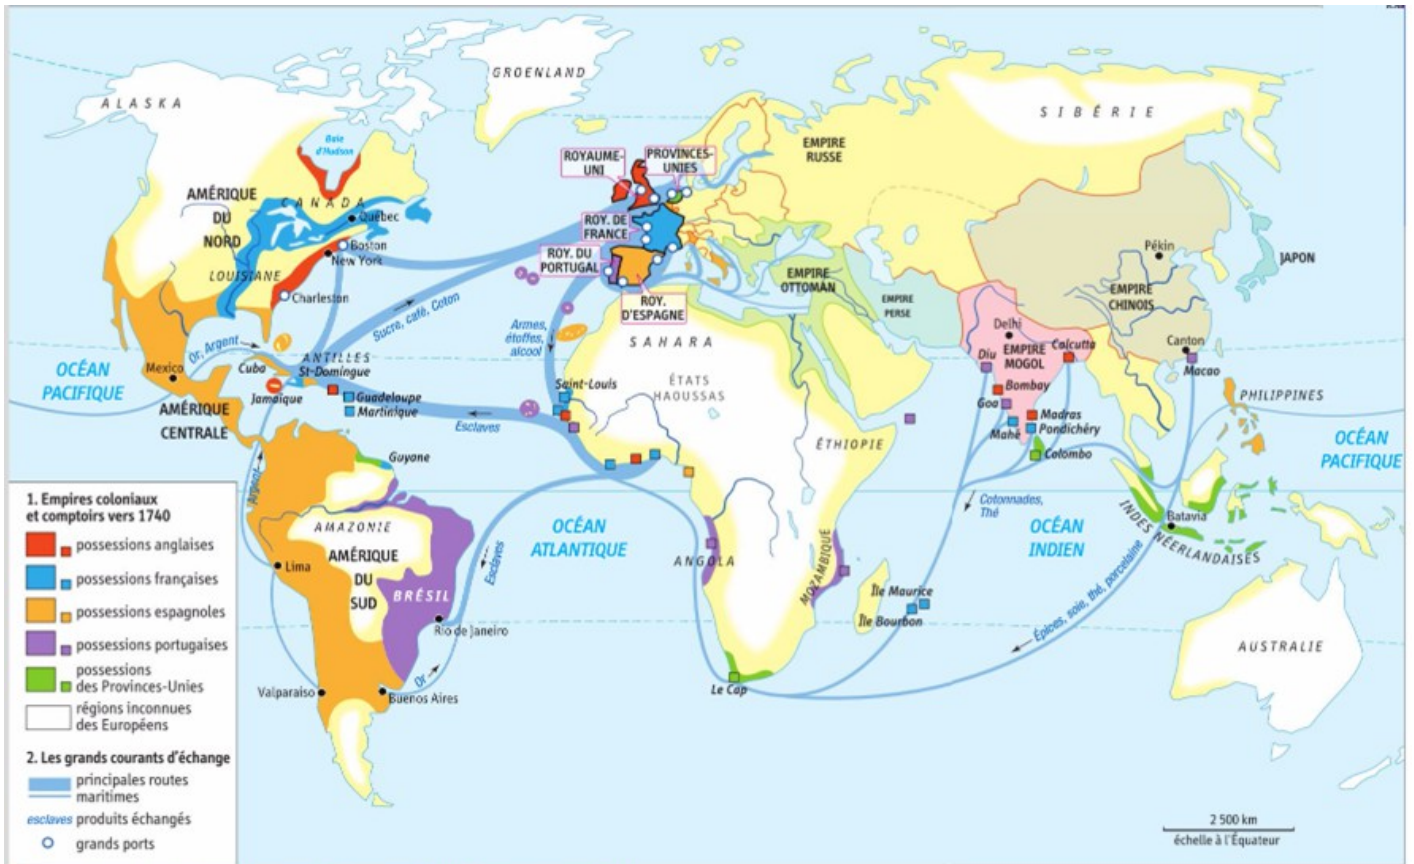 GROENLAND
ALASKA
SIBÉRIE
Baie
d'Hudson
ROYAUME-
UNI
PROVINCES-
UNIES
EMPIRE
RUSSE
AMÉRIQUE
DU
NORD
CANADA
Québec
ROY. DE
FRANCE
Boston
New York
LOUISIANE
Charleston
ROY. DU
PORTUGAL
ROY.
D'ESPAGNE
EMPIRE
OTTOMAN
EMPIRE
PERSE
Pékin
EMPIRE
CHINOIS
JAPON
Sucre, café, Coton
Armes,
étoffes,
alcool
SAHARA
Delhi
EMPIRE
MOGOL
Calcutta
Canton
Macao
Diu
OCÉAN
PACIFIQUE
Or, Argent
Mexico
Cuba
ANTILLES
St-Domingue
Jamaïque
Guadeloupe
Martinique
Saint-Louis
ÉTATS
HAOUSSAS
Bombay
Goa
Mahé
Madras
Pondichéry
Colombo
PHILIPPINES
AMÉRIQUE
CENTRALE
Esclaves
ÉTHIOPIE
OCÉAN
PACIFIQUE
Argent
Guyane
Cotonnades,
Thé
AMAZONIE
AMÉRIQUE
DU
SUD
Lima
BRÉSIL
Esclaves
OCÉAN
ATLANTIQUE
ANGOLA
MOZAMBIQUE
OCÉAN
INDIEN
Batavia
INDES NÉERLANDAISES
Île Maurice
Île Bourbon
Rio de Janeiro
Épices, soie, thé, porcelaine
AUSTRALIE
Valparaiso
Or
Buenos Aires
Le Cap
1. Empires coloniaux
et comptoirs vers 1740
possessions anglaises
possessions françaises
possessions espagnoles
possessions portugaises
possessions
des Provinces-Unies
régions inconnues
des Européens
2. Les grands courants d'échange
principales routes
maritimes
esclaves produits échangés
grands ports
2 500 km
échelle à l'Équateur